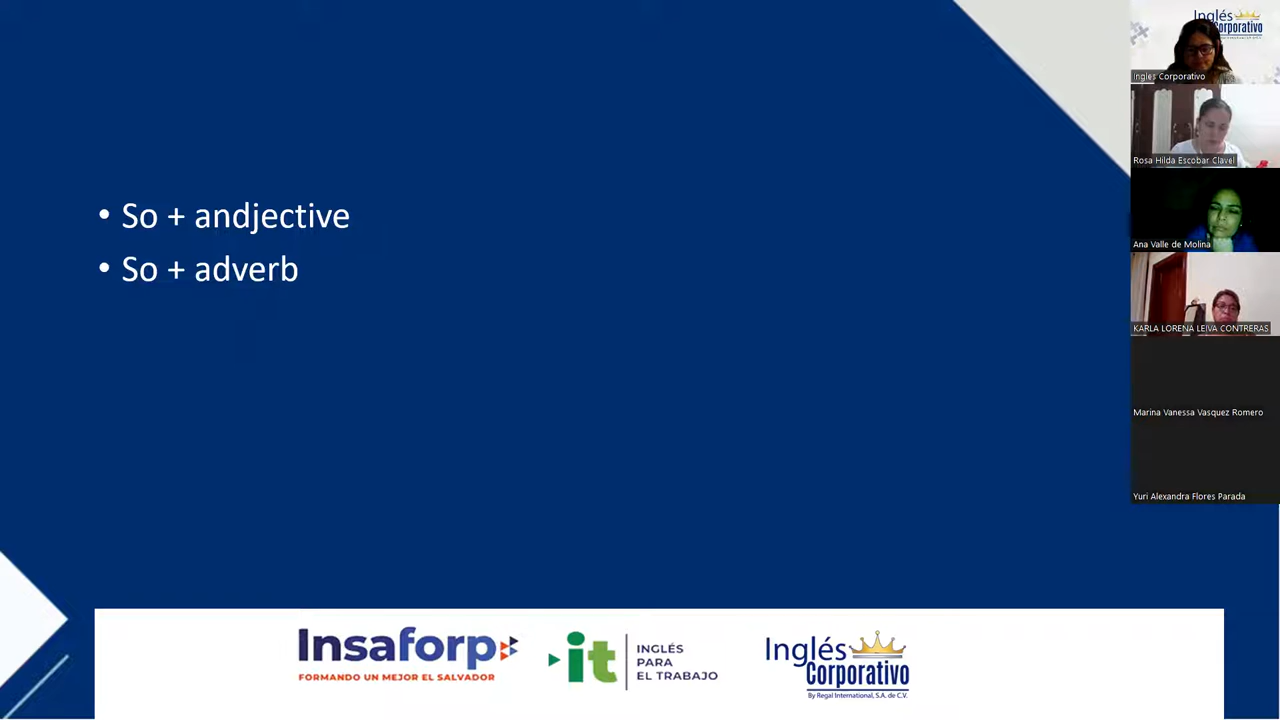 • So + andjective
• So + adverb
Inglés
Corporativo
Ingles Corporativo
Rosa Hilda Escobar Clavel
Ana Valle de Molina
KARLA LORENA LEIVA CONTRERAS
Marina Vanessa Vasquez Romero
Yuri Alexandra Flores Parada
Insaforp
FORMANDO UN MEJOR EL SALVADOR
it
INGLÉS
PARA
EL TRABAJO
Inglés
Corporativo
By Regal International, S.A. de C.V.